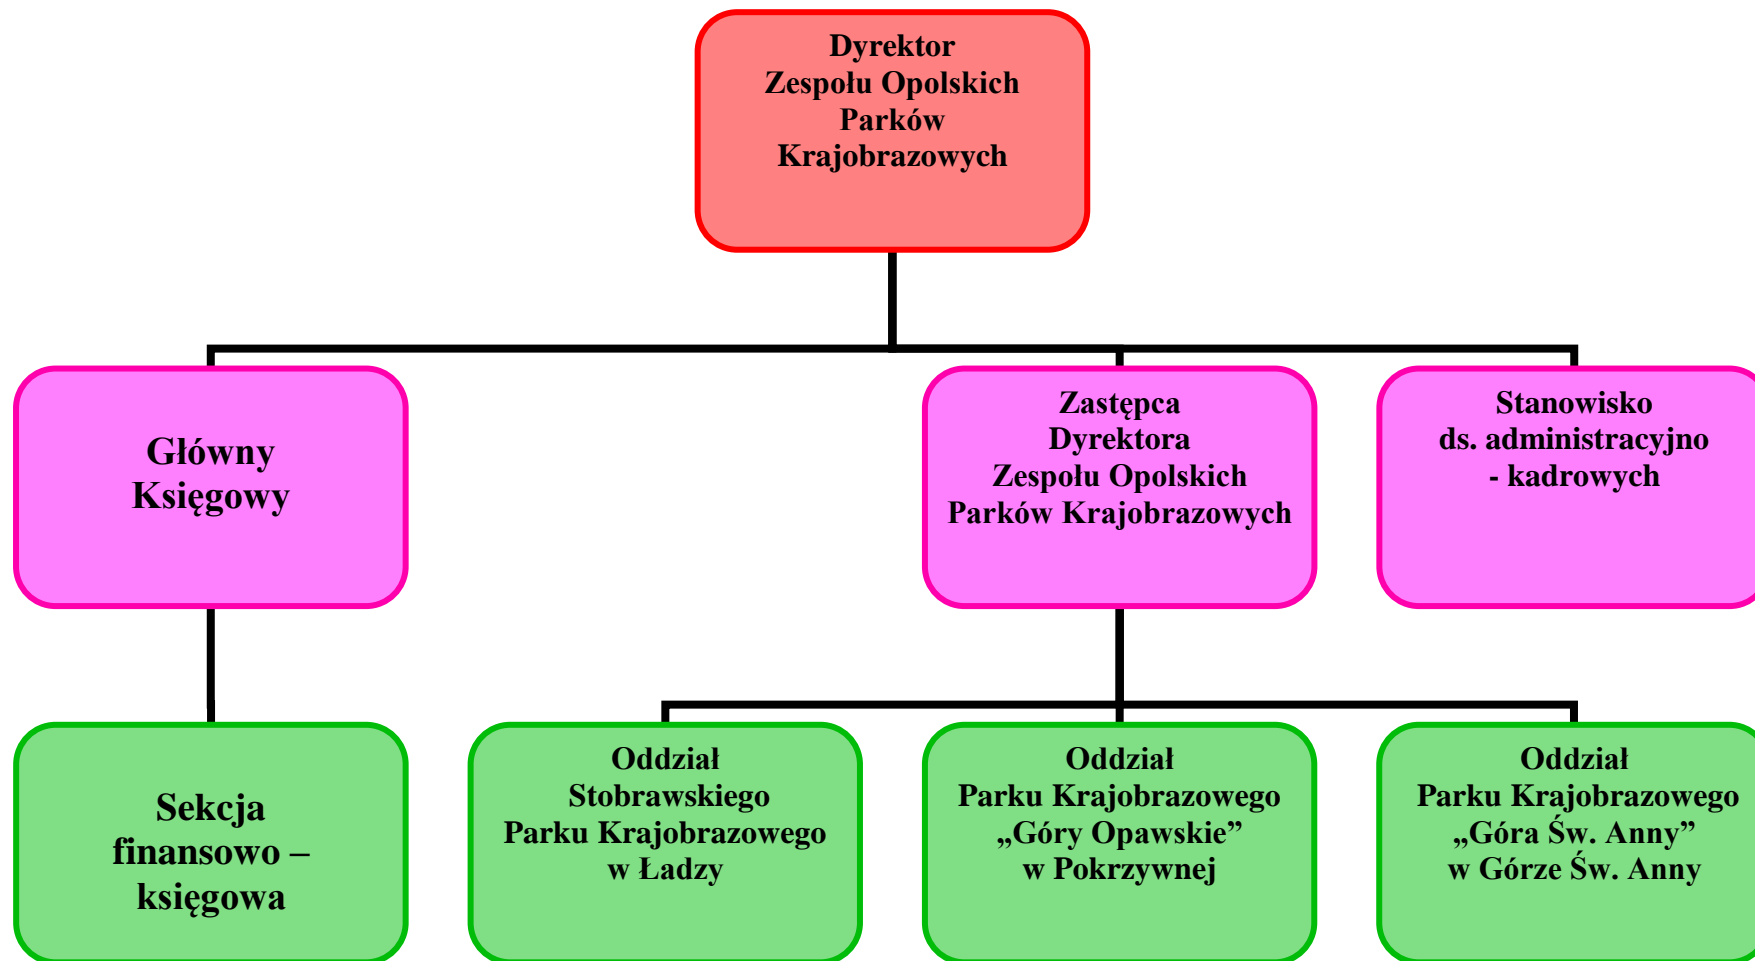 Dyrektor
Zespołu Opolskich
Parków
Krajobrazowych
Główny
Księgowy
Zastępca
Dyrektora
Zespołu Opolskich
Parków Krajobrazowych
Stanowisko
ds. administracyjno
- kadrowych
Sekcja
finansowo –
księgowa
Oddział
Stobrawskiego
Parku Krajobrazowego
w Ładzy
Oddział
Parku Krajobrazowego
„Góry Opawskie”
w Pokrzywnej
Oddział
Parku Krajobrazowego
„Góra Św. Anny”
w Górze Św. Anny